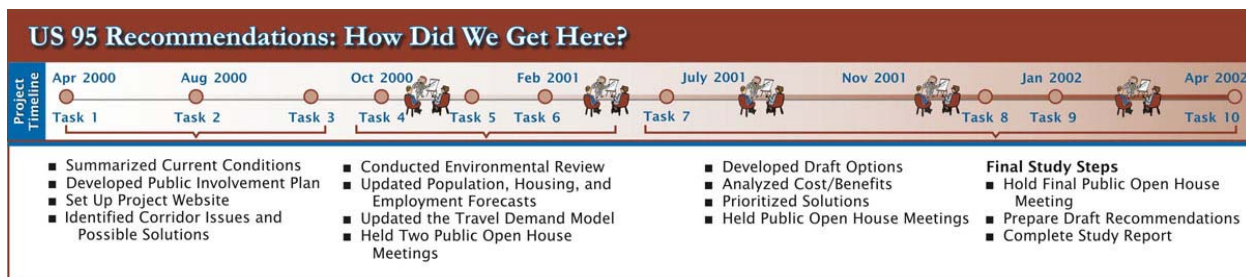 US 95 Recommendations: How Did We Get Here?
Project
Timeline
Apr 2000
Aug 2000
Oct 2000
Feb 2001
July 2001
Nov 2001
Jan 2002
Apr 2002
Task 1
Task 2
Task 3
Task 4
Task 5
Task 6
Task 7
Task 8
Task 9
Task 10
■ Summarized Current Conditions
■ Developed Public Involvement Plan
■ Set Up Project Website
■ Identified Corridor Issues and
Possible Solutions
■ Conducted Environmental Review
■ Updated Population, Housing, and
Employment Forecasts
■ Updated the Travel Demand Model
■ Held Two Public Open House
Meetings
■ Developed Draft Options
■ Analyzed Cost/Benefits
■ Prioritized Solutions
■ Held Public Open House Meetings
Final Study Steps
■ Hold Final Public Open House
Meeting
■ Prepare Draft Recommendations
■ Complete Study Report